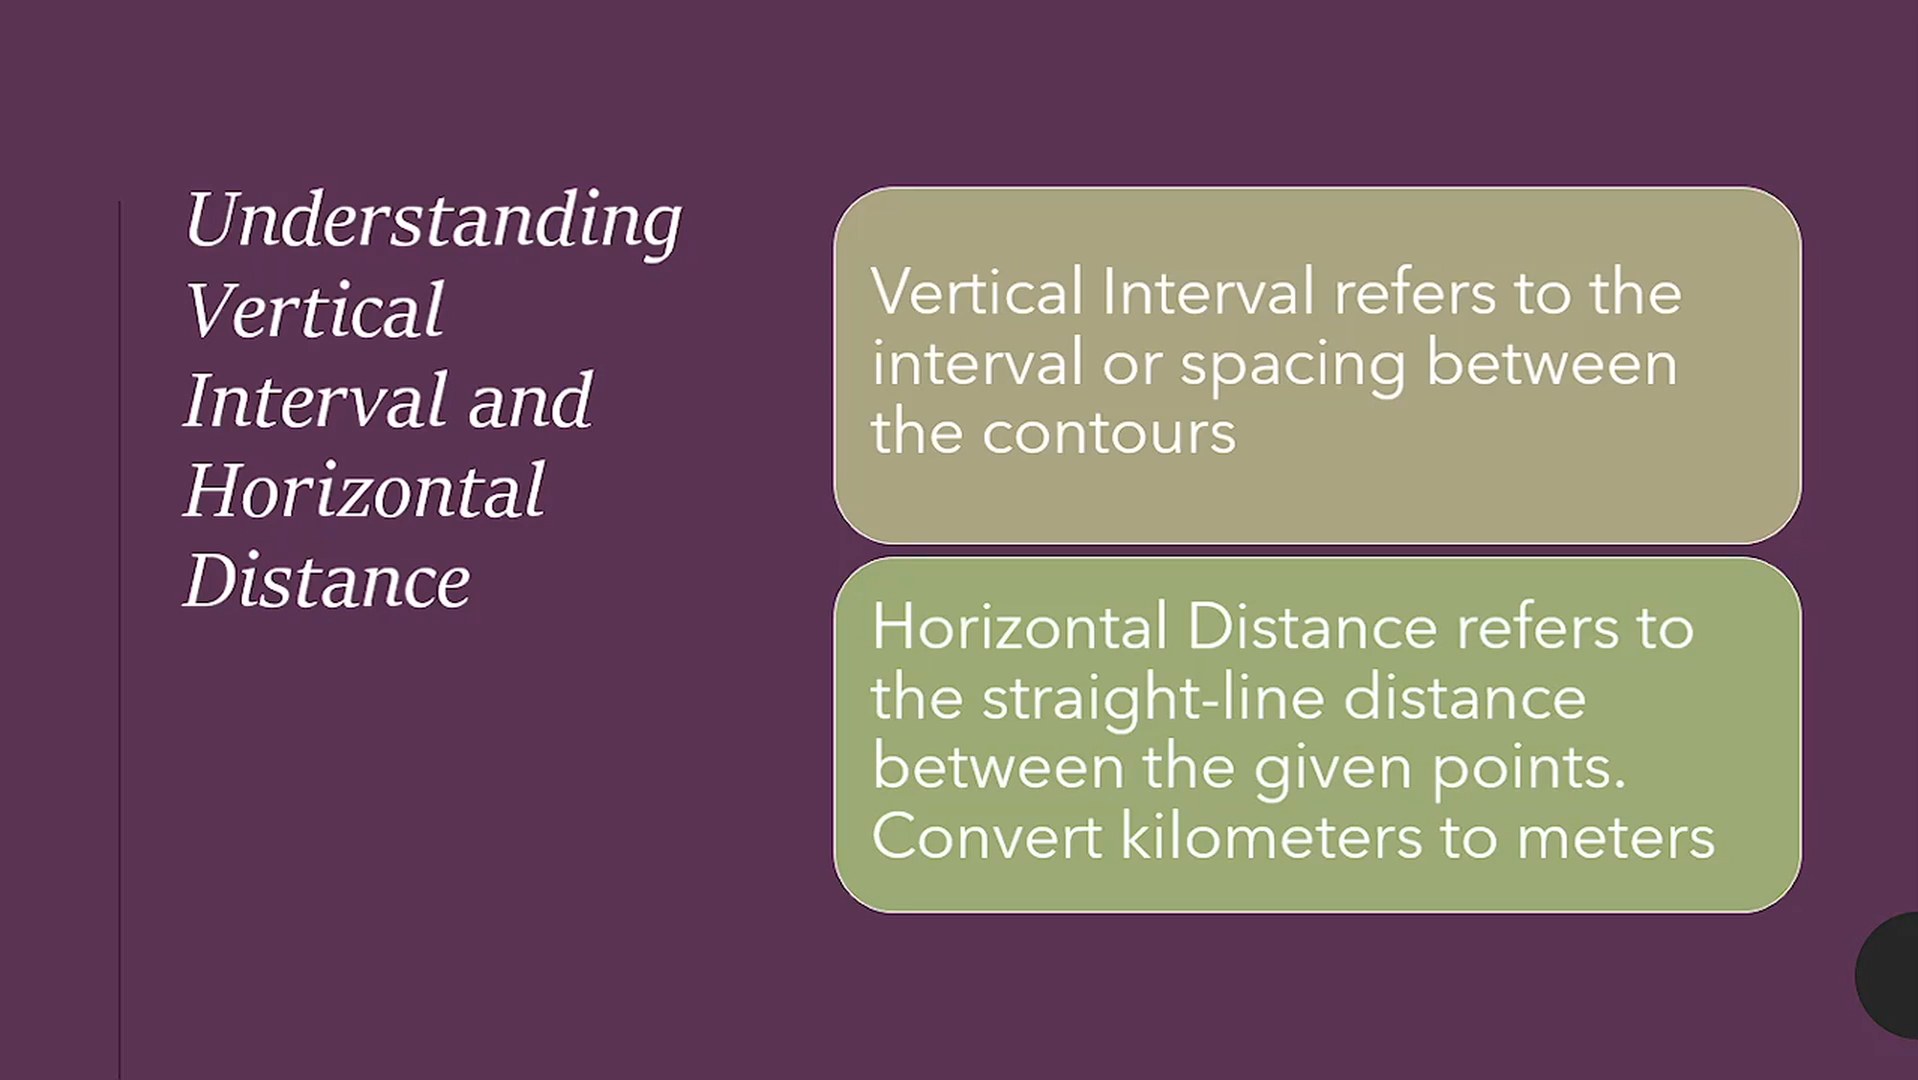 Understanding
Vertical
Interval and
Horizontal
Distance
Vertical Interval refers to the
interval or spacing between
the contours
Horizontal Distance refers to
the straight-line distance
between the given points.
Convert kilometers to meters